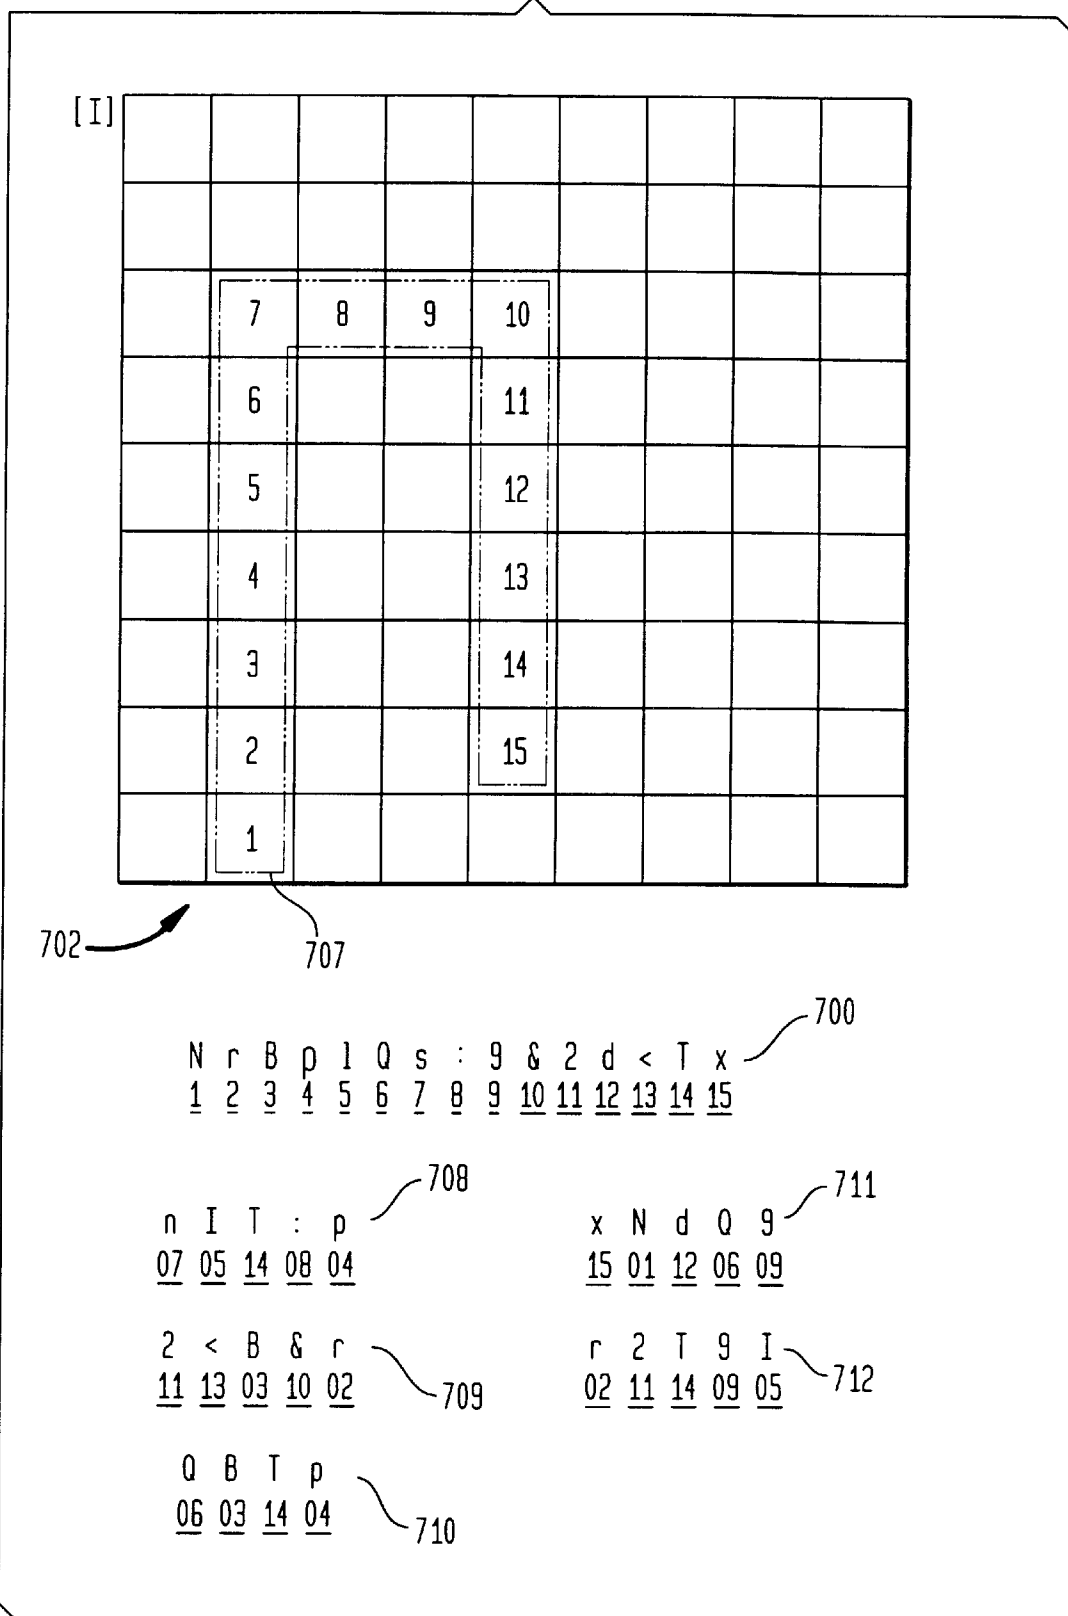 [I]
7 8 9 10
6 11
5 12
4 13
3 14
2 15
1
702
707
700
N r B p l Q s : 9 & 2 d < T x
1 2 3 4 5 6 7 8 9 10 11 12 13 14 15
708
n I T : p
07 05 14 08 04
711
x N d Q 9
15 01 12 06 09
2 < B & r
11 13 03 10 02
709
r 2 T 9 I
02 11 14 09 05
712
Q B T p
06 03 14 04
710